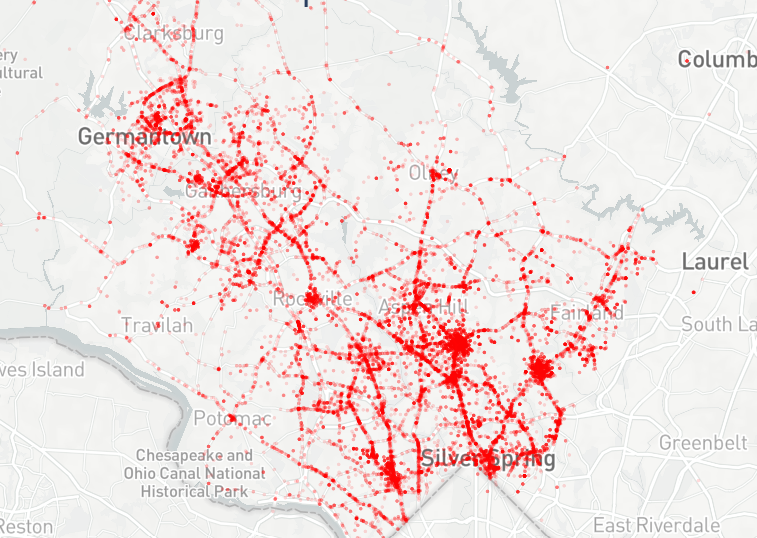 Clarksburg
ery
ultural
Columb
Germantown
Olney
Gaithersburg
Laurel
Rockville
Aspen Hill
Fairland
Travilah
South La
ves Island
Potomac
Greenbelt
Chesapeake and
Ohio Canal National
Historical Park
Silver Spring
Reston
East Riverdale